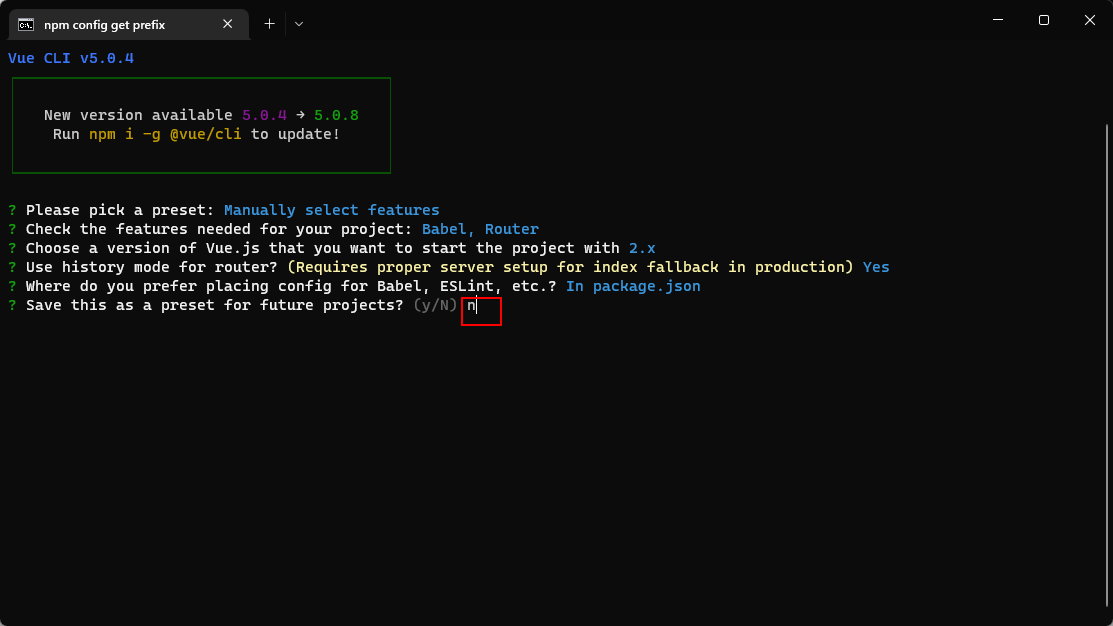 npm config get prefix
Vue CLI v5.0.4
New version available 5.0.4 → 5.0.8
Run npm i -g @vue/cli to update!
? Please pick a preset: Manually select features
? Check the features needed for your project: Babel, Router
? Choose a version of Vue.js that you want to start the project with 2.x
? Use history mode for router? (Requires proper server setup for index fallback in production) Yes
? Where do you prefer placing config for Babel, ESLint, etc.? In package.json
? Save this as a preset for future projects? (y/N) n